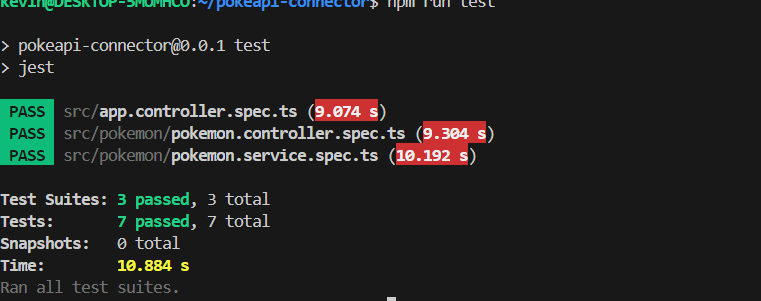 kevin@DESKTOP-5MOMHCO:~/pokeapi-connector$ npm run test
> pokeapi-connector@0.0.1 test
> jest
PASS src/app.controller.spec.ts (9.074 s)
PASS src/pokemon/pokemon.controller.spec.ts (9.304 s)
PASS src/pokemon/pokemon.service.spec.ts (10.192 s)
Test Suites: 3 passed, 3 total
Tests: 7 passed, 7 total
Snapshots: 0 total
Time: 10.884 s
Ran all test suites.